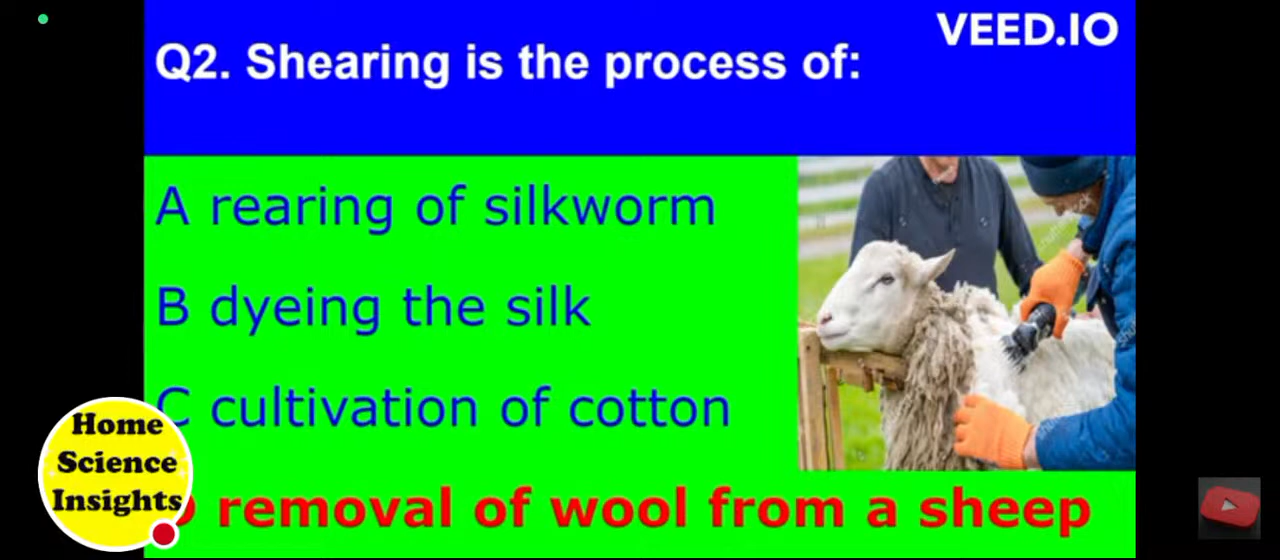 VEED.IO
Q2. Shearing is the process of:
A rearing of silkworm
B dyeing the silk
C cultivation of cotton
removal of wool from a sheep
Home
Science
Insights